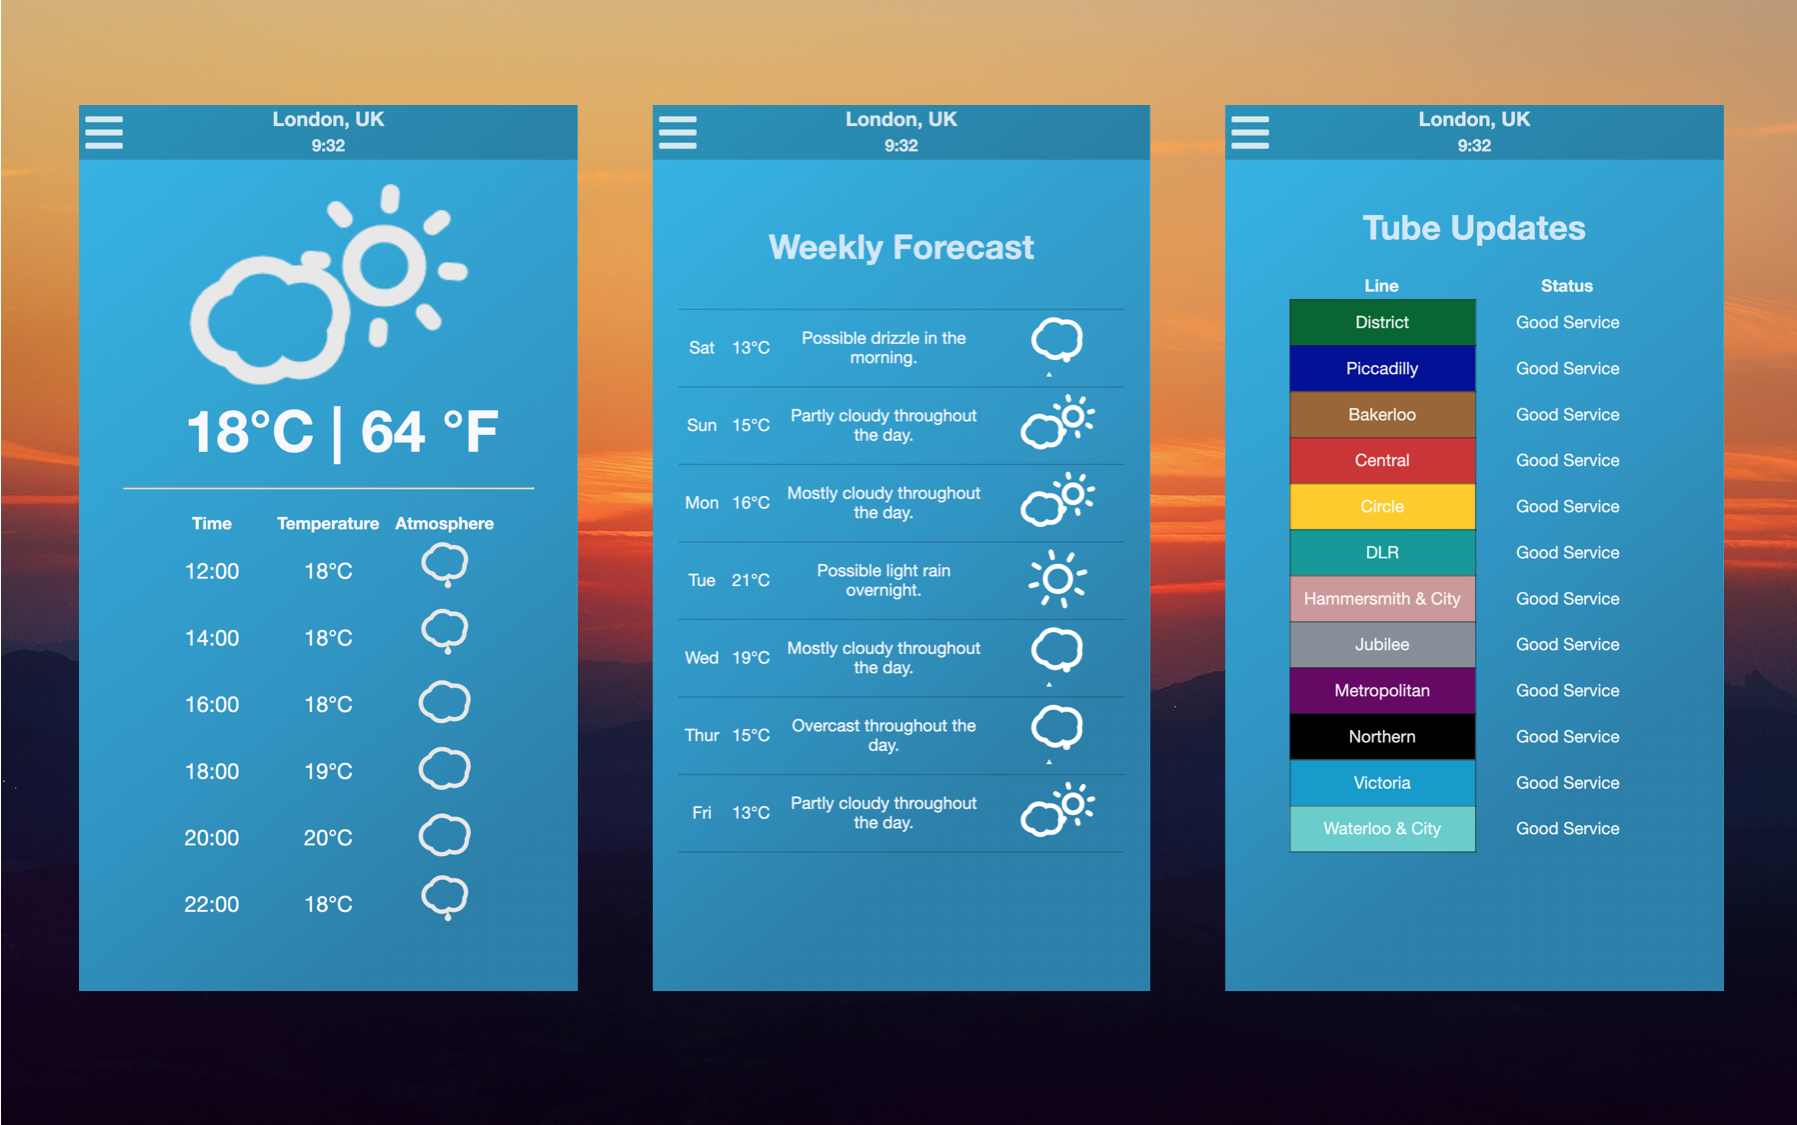 London, UK
9:32
18°C | 64 °F
Time Temperature Atmosphere
12:00 18°C
14:00 18°C
16:00 18°C
18:00 19°C
20:00 20°C
22:00 18°C
London, UK
9:32
Weekly Forecast
Sat 13°C Possible drizzle in the
morning.
Sun 15°C Partly cloudy throughout
the day.
Mon 16°C Mostly cloudy throughout
the day.
Tue 21°C Possible light rain
overnight.
Wed 19°C Mostly cloudy throughout
the day.
Thur 15°C Overcast throughout the
day.
Fri 13°C Partly cloudy throughout
the day.
London, UK
9:32
Tube Updates
Line Status
District Good Service
Piccadilly Good Service
Bakerloo Good Service
Central Good Service
Circle Good Service
DLR Good Service
Hammersmith & City Good Service
Jubilee Good Service
Metropolitan Good Service
Northern Good Service
Victoria Good Service
Waterloo & City Good Service